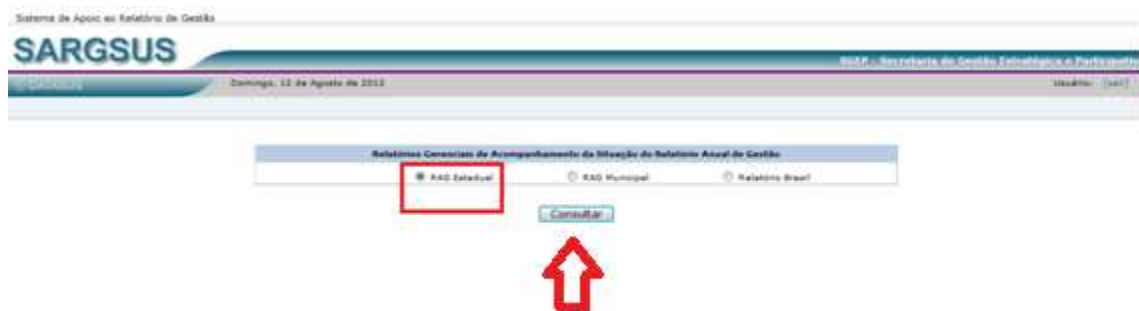 Sistema de Apoio ao Relatório de Gestão
SARGSUS
SGEP - Secretaria de Gestão Estratégica e Participativ
Domingo, 12 de Agosto de 2012
Usuário: [sair]
Relatórios Gerenciais de Acompanhamento da Situação do Relatório Anual de Gestão
RAG Estadual RAG Municipal Relatório Brasil
Consultar